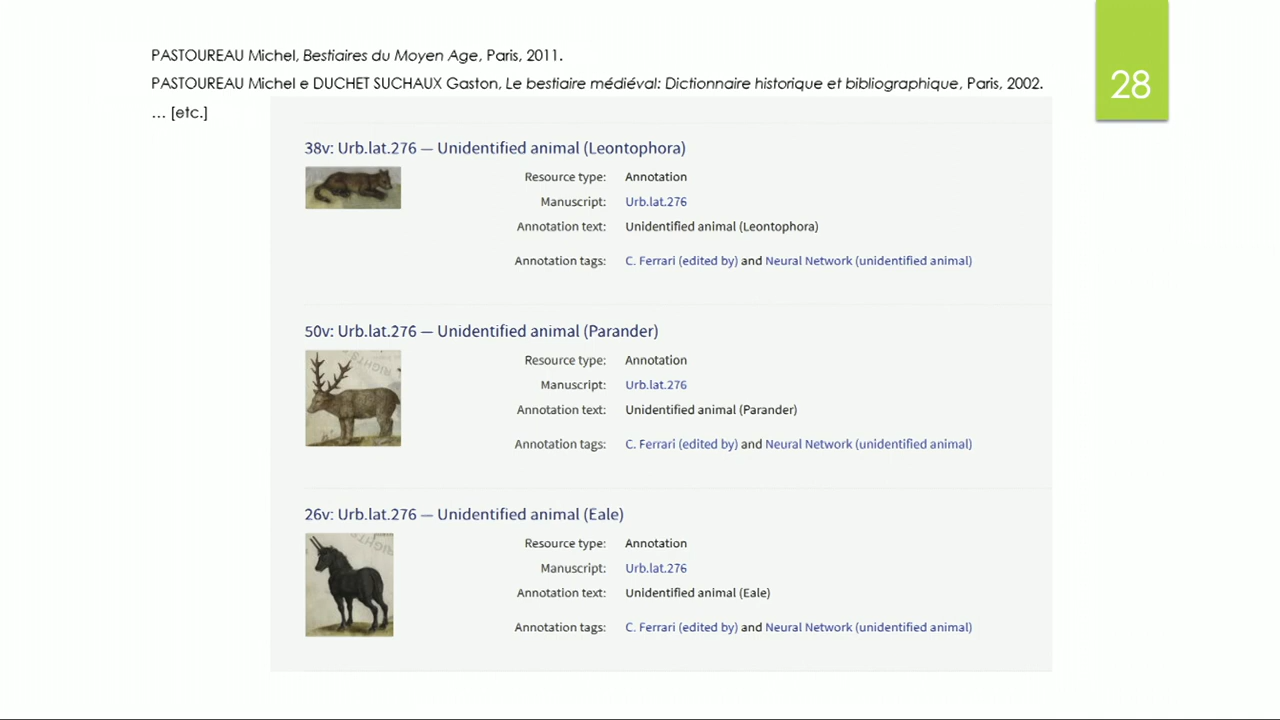 PASTOUREAU Michel, Bestiaires du Moyen Age, Paris, 2011.
PASTOUREAU Michel e DUCHET SUCHAUX Gaston, Le bestiaire médiéval: Dictionnaire historique et bibliographique, Paris, 2002.
… [etc.]
28
38v: Urb.lat.276 — Unidentified animal (Leontophora)
Resource type: Annotation
Manuscript: Urb.lat.276
Annotation text: Unidentified animal (Leontophora)
Annotation tags: C. Ferrari (edited by) and Neural Network (unidentified animal)
50v: Urb.lat.276 — Unidentified animal (Parander)
RIGHTS
Resource type: Annotation
Manuscript: Urb.lat.276
Annotation text: Unidentified animal (Parander)
Annotation tags: C. Ferrari (edited by) and Neural Network (unidentified animal)
26v: Urb.lat.276 — Unidentified animal (Eale)
Resource type: Annotation
Manuscript: Urb.lat.276
Annotation text: Unidentified animal (Eale)
Annotation tags: C. Ferrari (edited by) and Neural Network (unidentified animal)